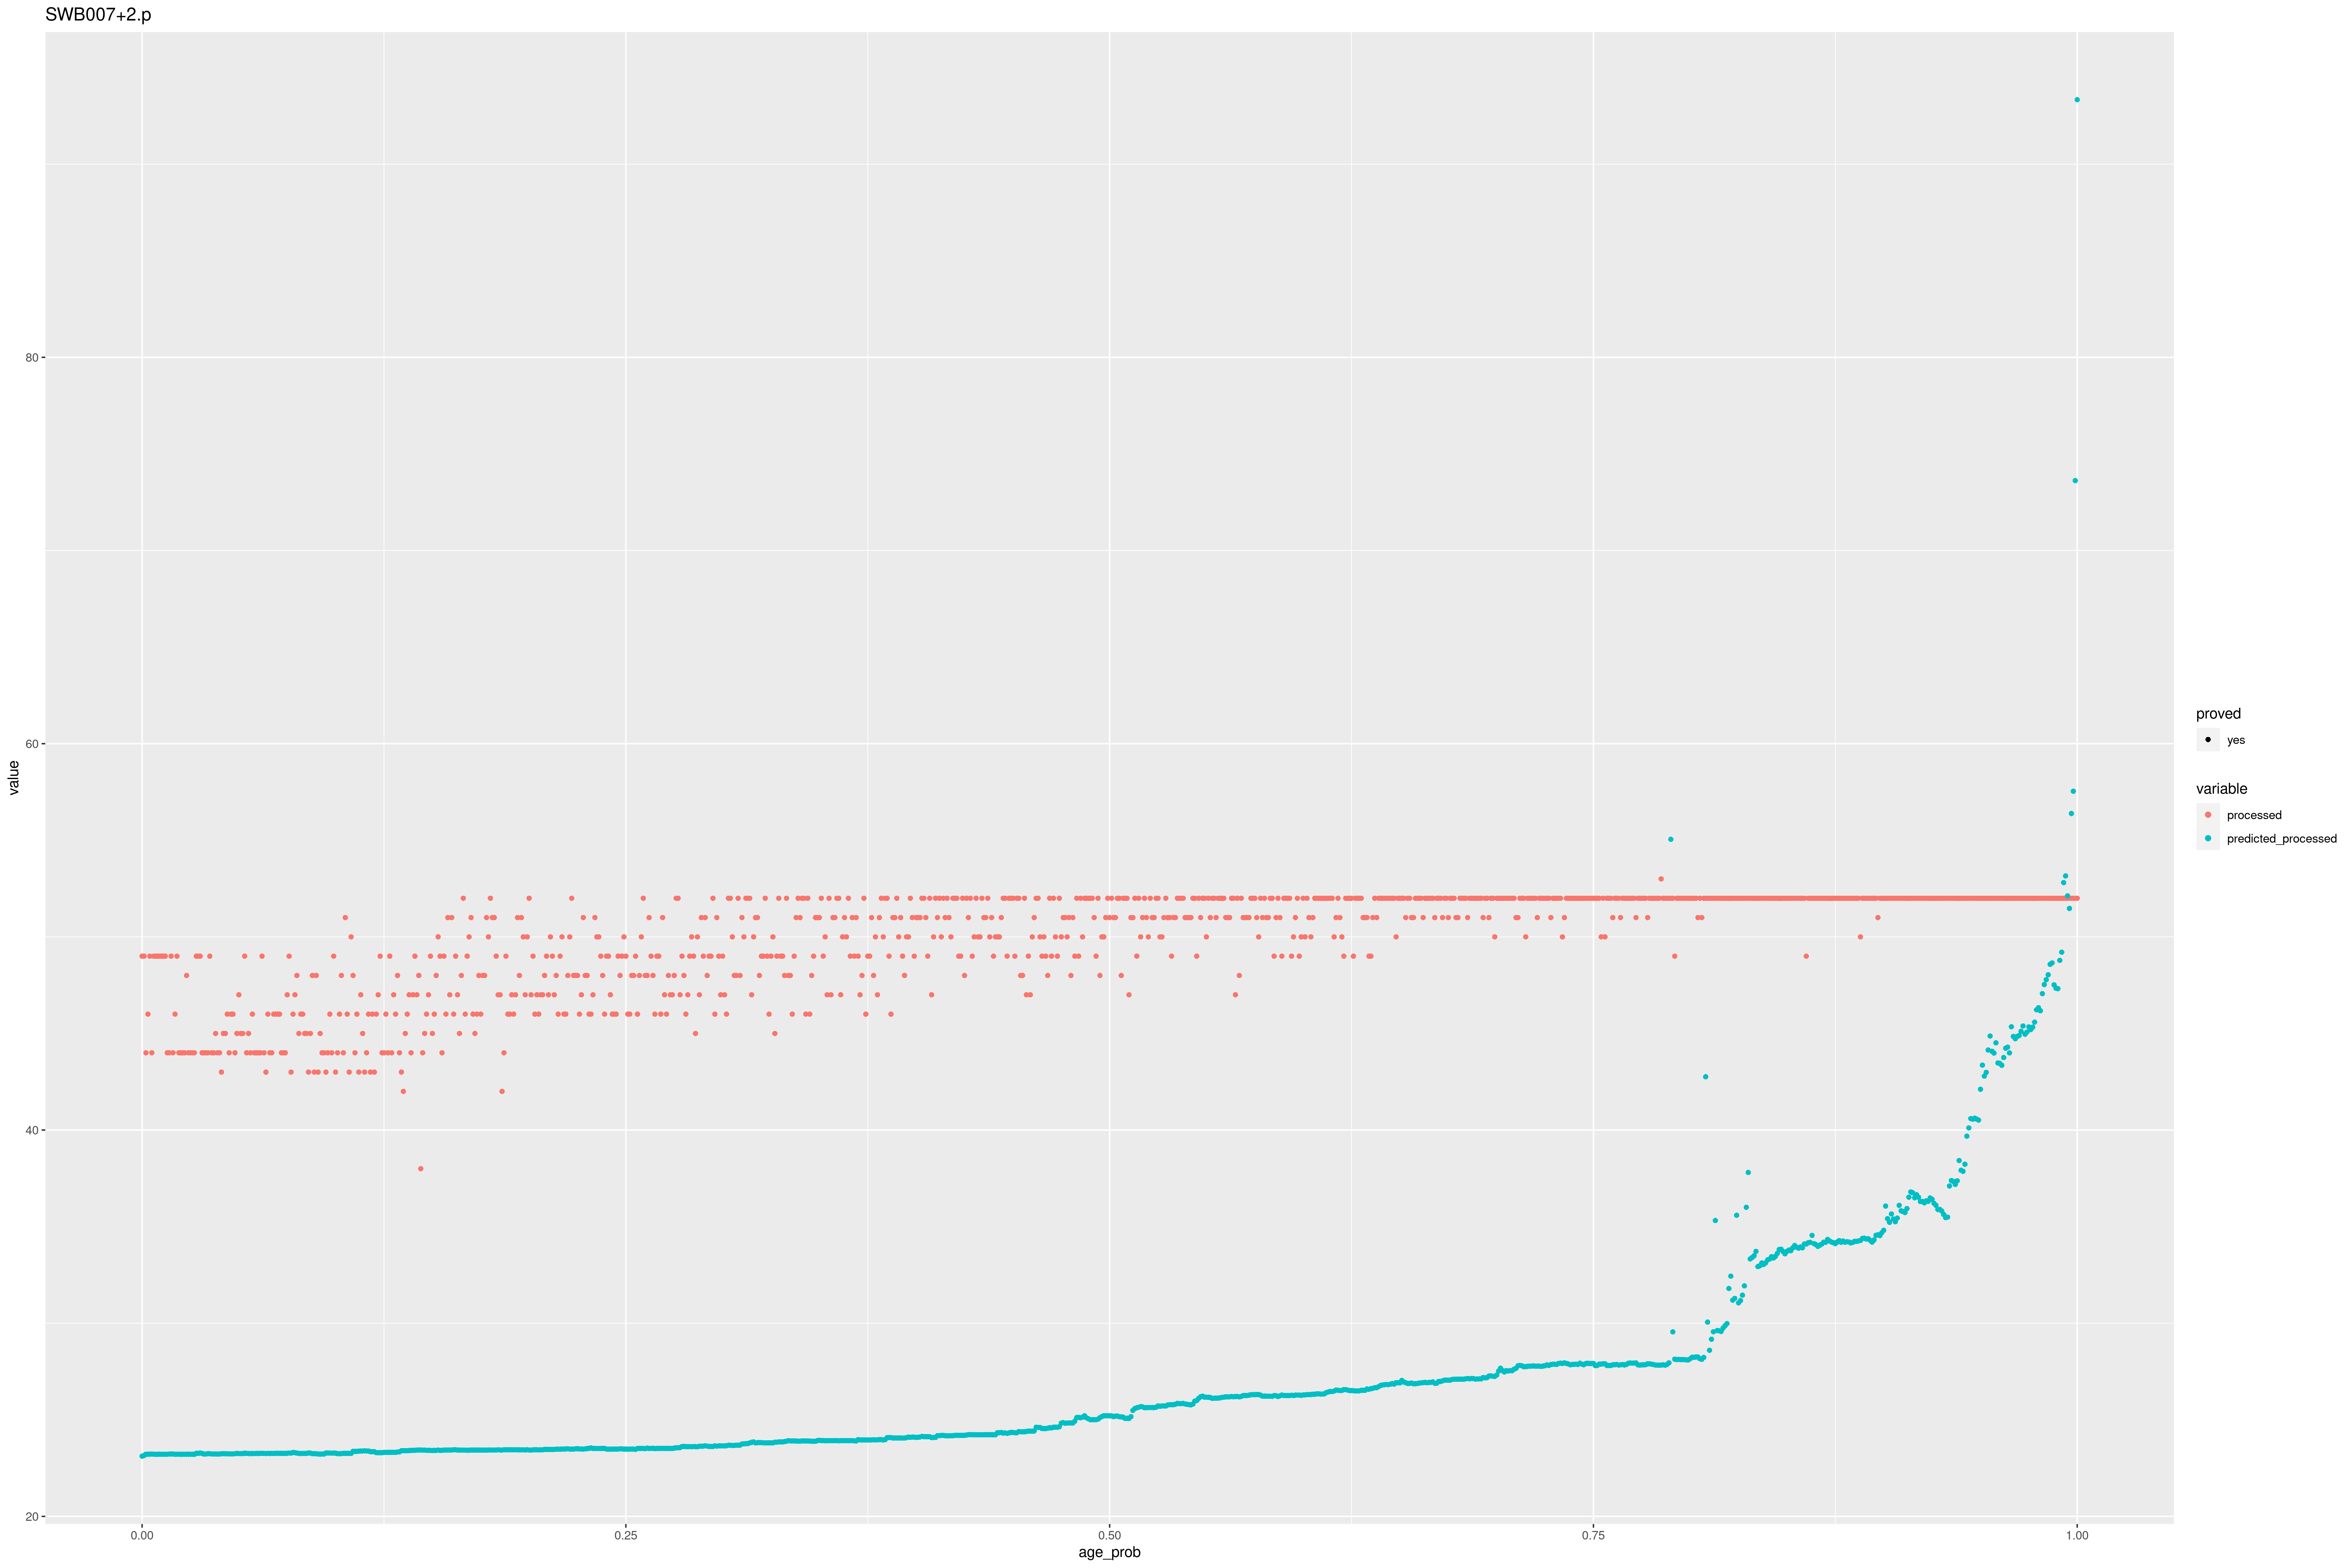 SWB007+2.p
value
80
60
40
20
0.00
0.25
0.50
0.75
1.00
age_prob
proved
yes
variable
processed
predicted_processed